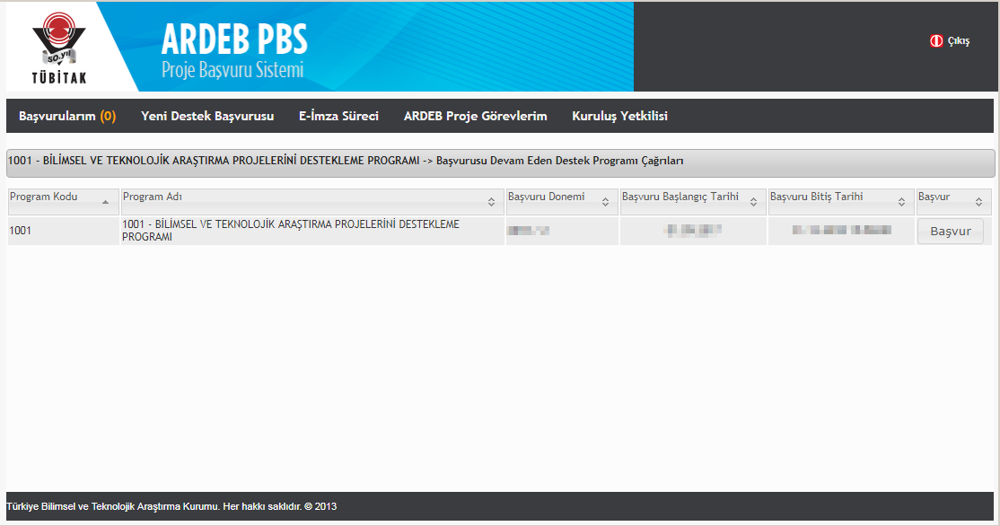 50.yıl
TÜBİTAK
ARDEB PBS
Proje Başvuru Sistemi
Çıkış
Başvurularım (0) Yeni Destek Başvurusu E-İmza Süreci ARDEB Proje Görevlerim Kuruluş Yetkilisi
1001 - BİLİMSEL VE TEKNOLOJİK ARAŞTIRMA PROJELERİNİ DESTEKLEME PROGRAMI -> Başvurusu Devam Eden Destek Programı Çağrıları
Program Kodu Program Adı Başvuru Donemi Başvuru Başlangıç Tarihi Başvuru Bitiş Tarihi Başvur
1001 1001 - BİLİMSEL VE TEKNOLOJİK ARAŞTIRMA PROJELERİNİ DESTEKLEME
PROGRAMI
Başvur
Türkiye Bilimsel ve Teknolojik Araştırma Kurumu. Her hakkı saklıdır. © 2013